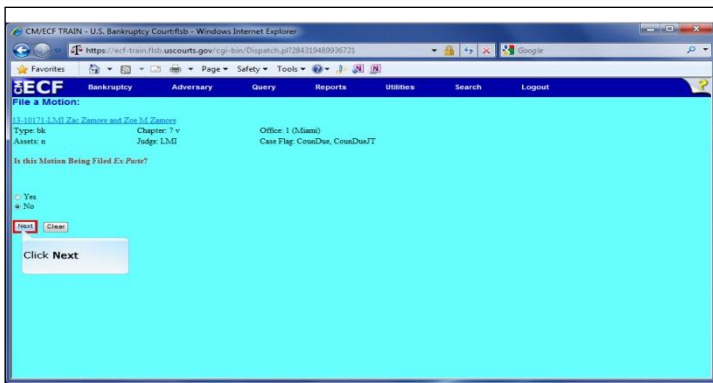 CM/ECF TRAIN - U.S. Bankruptcy Court:flsb - Windows Internet Explorer
https://ecf-train.flsb.uscourts.gov/cgi-bin/Dispatch.pl?284319489936721
Google
Favorites Page Safety Tools
ECF Bankruptcy Adversary Query Reports Utilities Search Logout
File a Motion:
13-10171-LMI Zac Zamore and Zoe M Zamore
Type: bk Chapter: 7 v Office: 1 (Miami)
Assets: n Judge: LMI Case Flag: CounDue, CounDueJT
Is this Motion Being Filed Ex Parte?
Yes
No
Next Clear
Click Next